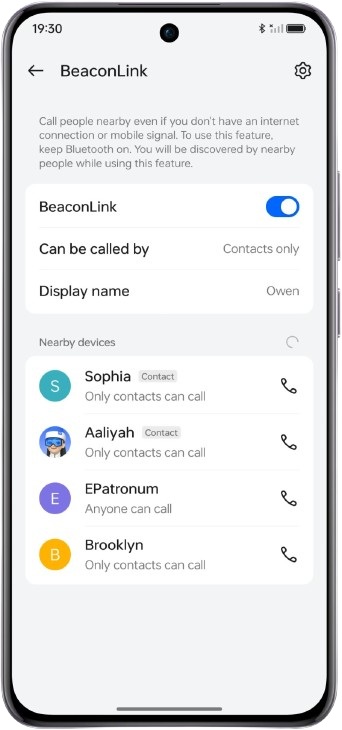 19:30
BeaconLink
Call people nearby even if you don't have an internet
connection or mobile signal. To use this feature,
keep Bluetooth on. You will be discovered by nearby
people while using this feature.
BeaconLink
Can be called by Contacts only
Display name Owen
Nearby devices
S
Sophia Contact
Only contacts can call
Aaliyah Contact
Only contacts can call
E
EPatronum
Anyone can call
B
Brooklyn
Only contacts can call